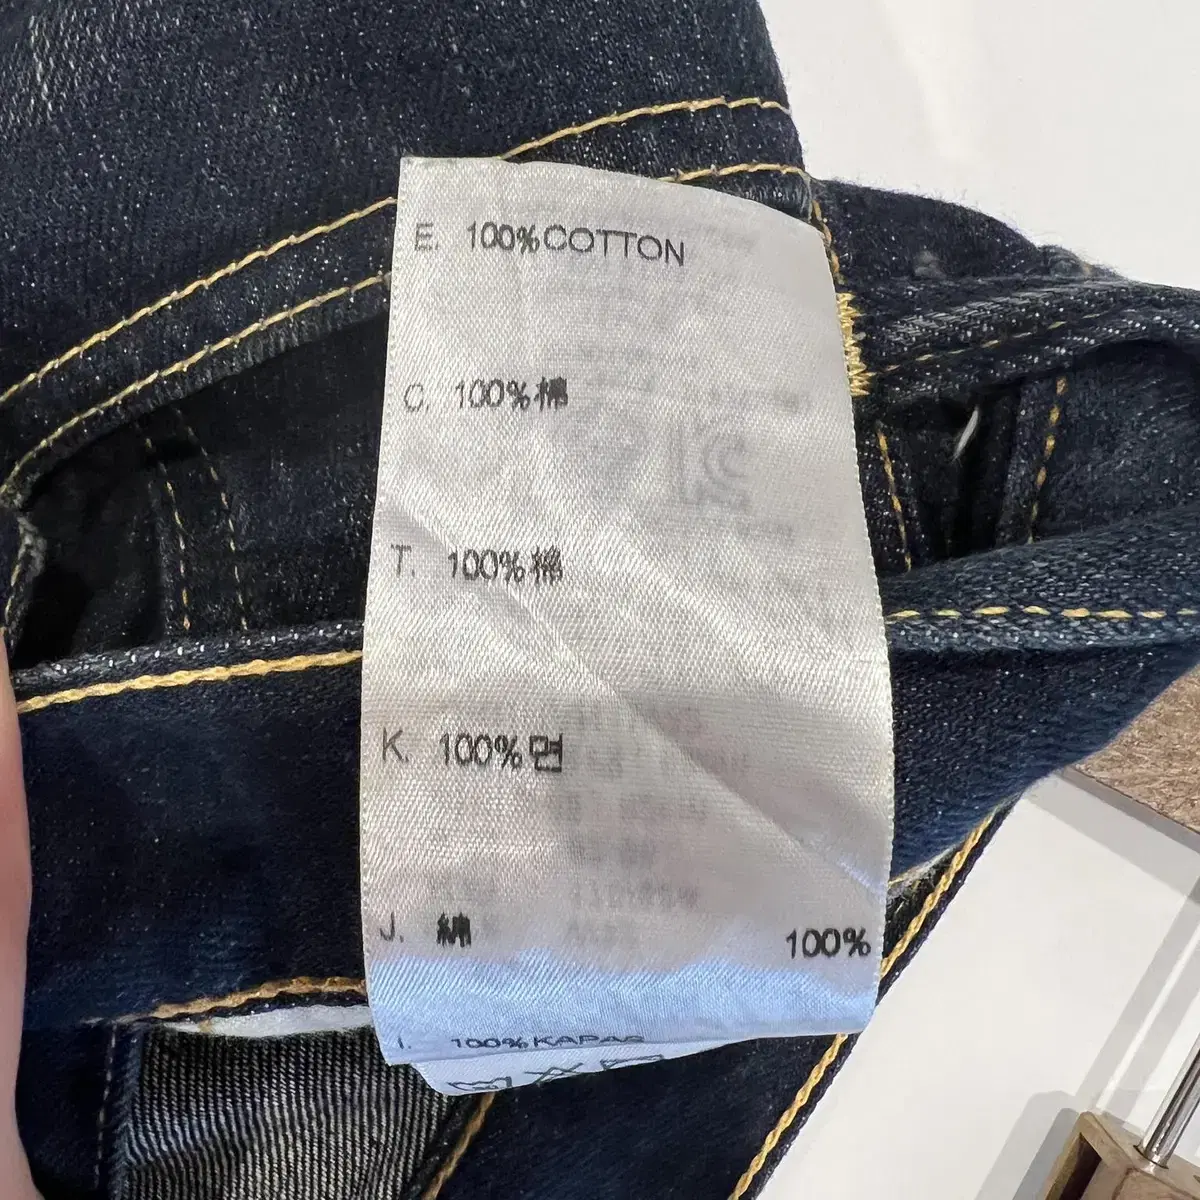 E. 100%COTTON
C. 100%棉
T. 100%棉
K. 100%면
J. 綿 100%
I. 100%KAPAS